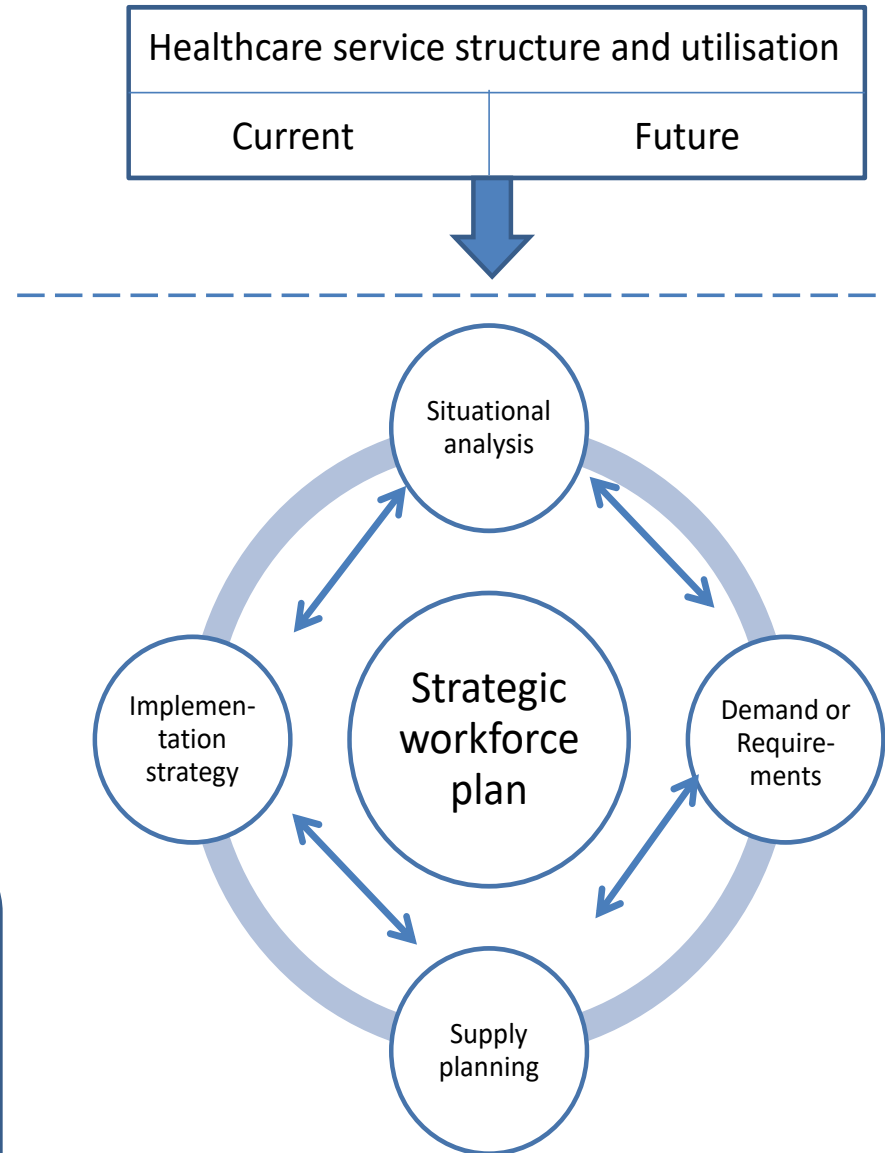 Healthcare service structure and utilisation
Current
Future
Situational
analysis
Implemen-
tation
strategy
Strategic
workforce
plan
Demand or
Require-
ments
Supply
planning